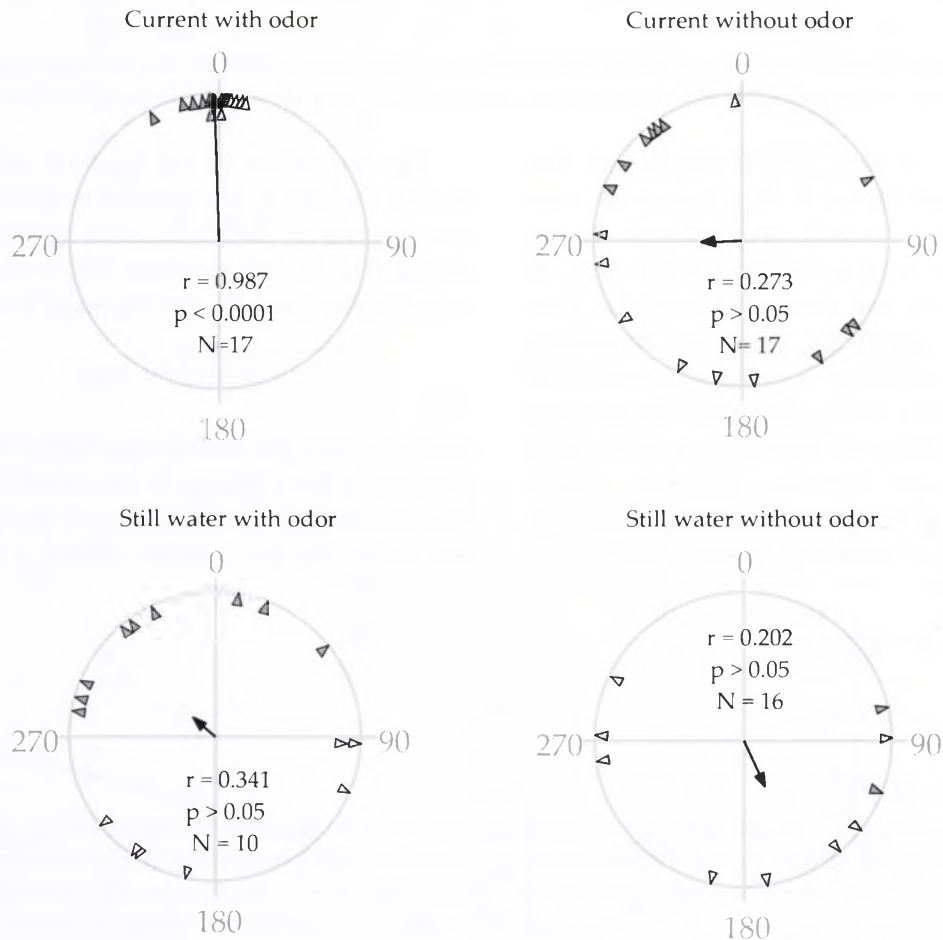 Current with odor
0
270
90
r = 0.987
p < 0.0001
N=17
180
Current without odor
0
270
90
r = 0.273
p > 0.05
N= 17
180
Still water with odor
0
270
90
r = 0.341
p > 0.05
N = 10
180
Still water without odor
0
r = 0.202
p > 0.05
N = 16
270
90
180